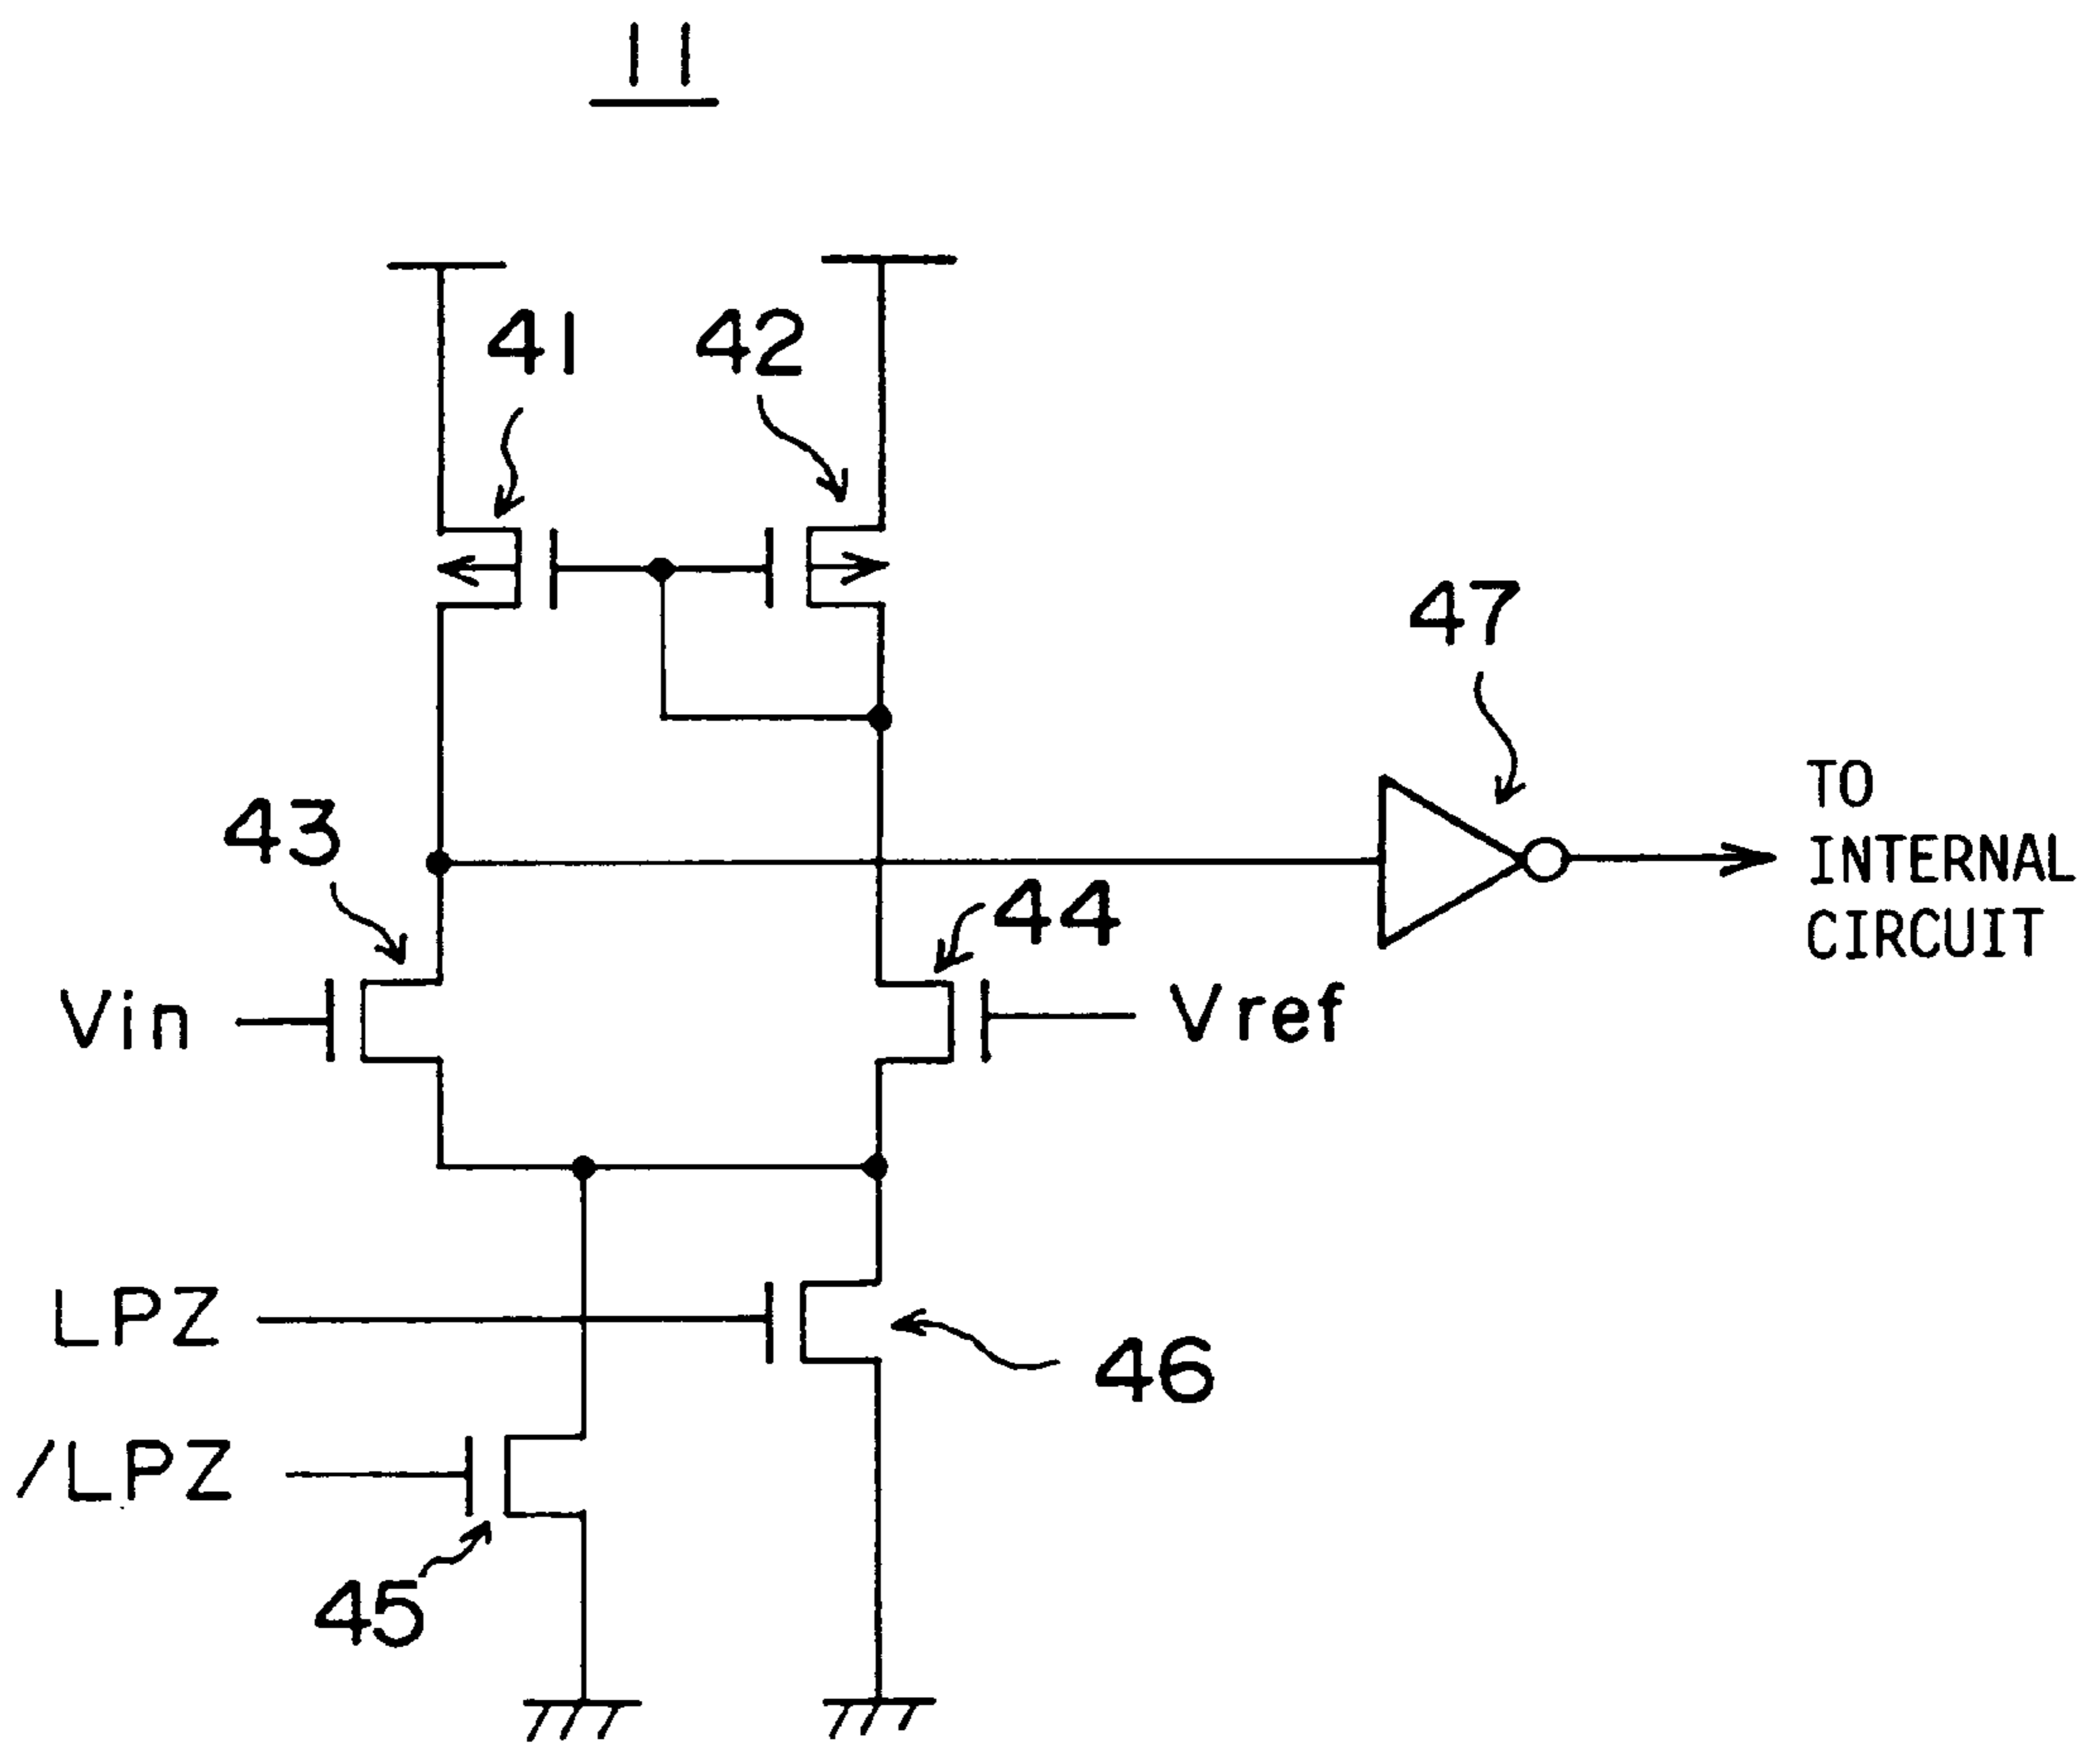 11
41
42
47
TO
INTERNAL
CIRCUIT
43
44
Vin
Vref
LPZ
46
/LPZ
45